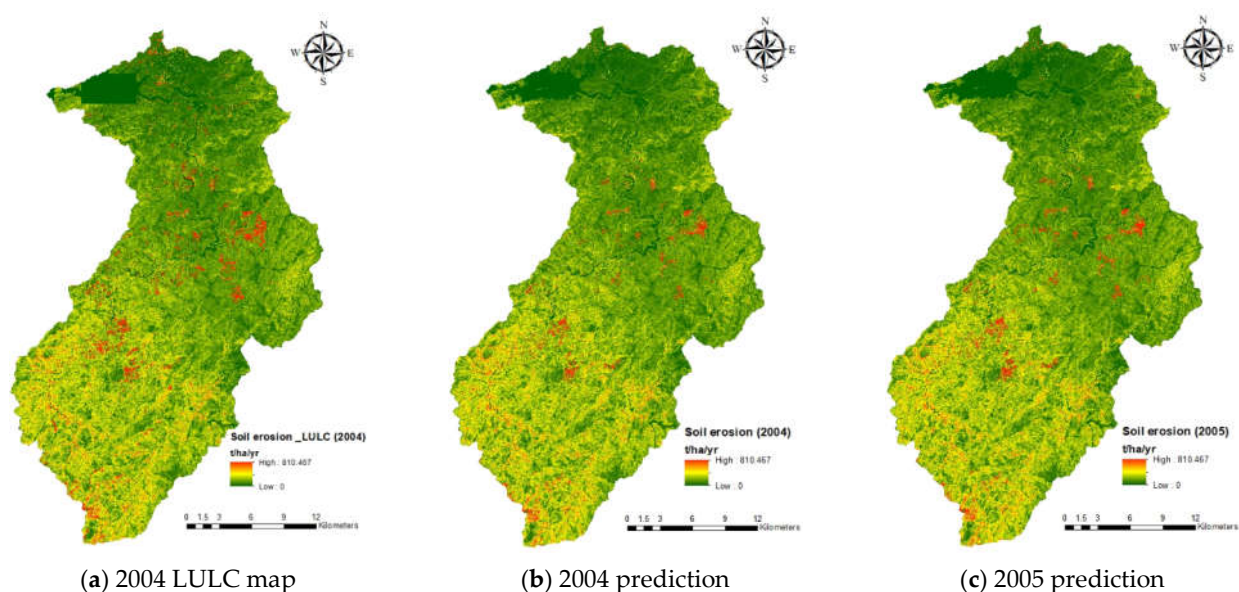 N
W E
S
Soil erosion _LULC (2004)
t/ha/yr
High : 810.467
Low : 0
0 1.5 3 6 9 12
Kilometers
(a) 2004 LULC map
N
W E
S
Soil erosion (2004)
t/ha/yr
High : 810.467
Low : 0
0 1.5 3 6 9 12
Kilometers
(b) 2004 prediction
N
W E
S
Soil erosion (2005)
t/ha/yr
High : 810.467
Low : 0
0 1.5 3 6 9 12
Kilometers
(c) 2005 prediction